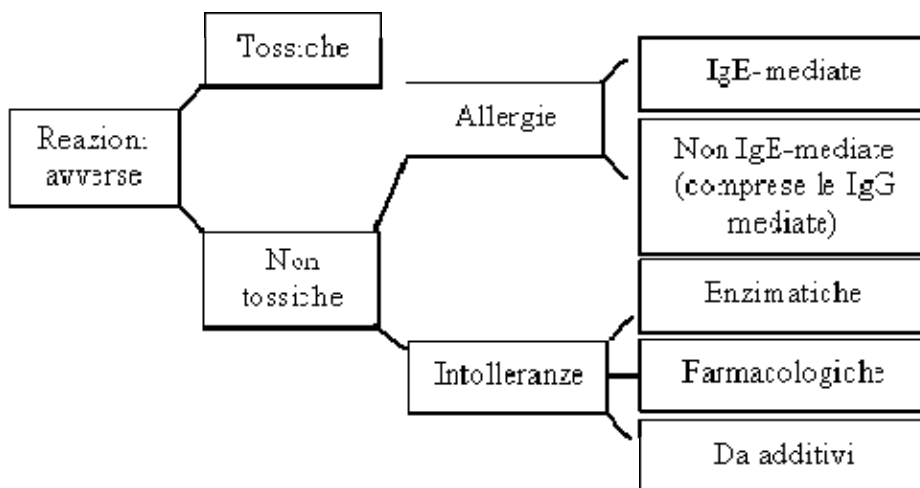 Tossiche
IgE-mediate
Allergie
Reazioni
avverse
Non IgE-mediate
(comprese le IgG
mediate)
Non
tossiche
Enzimatiche
Intolleranze
Farmacologiche
Da additivi